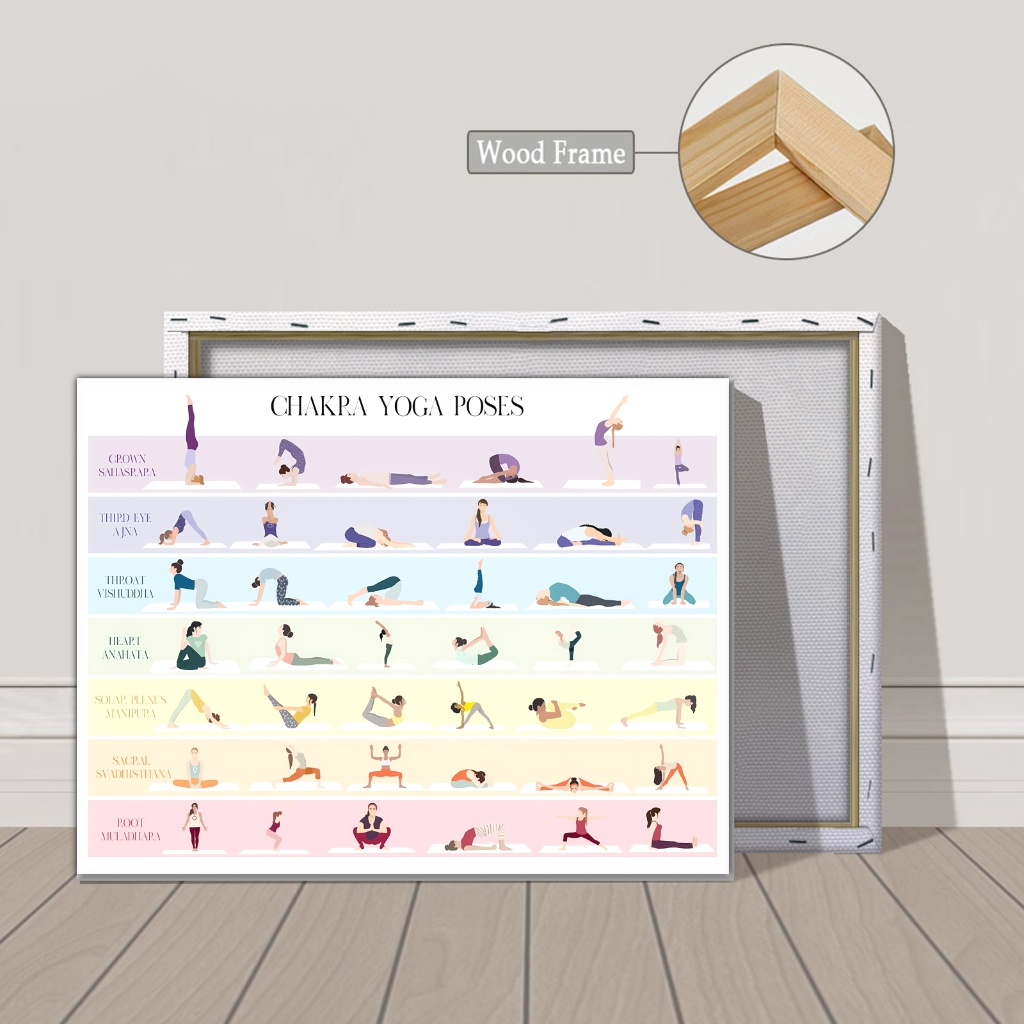 Wood Frame
CHAKRA YOGA POSES
CROWN
SAHASRARA
THIRD EYE
AJNA
THROAT
VISHUDDHA
HEART
ANAHATA
SOLAR PLEXUS
MANIPURA
SACRAL
SVADHISTHANA
ROOT
MULADHARA